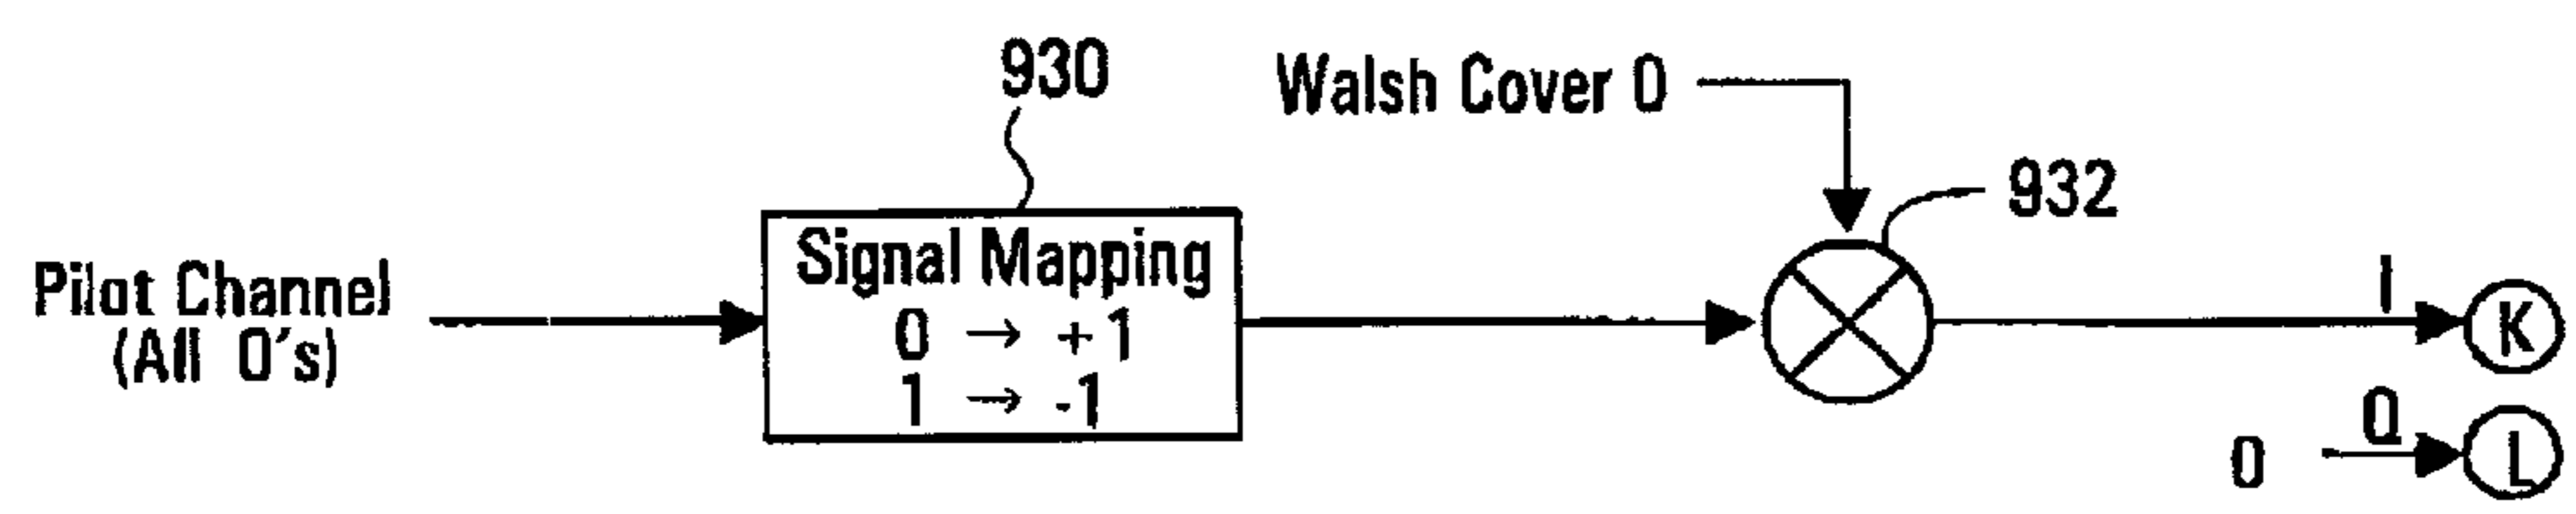 930
Walsh Cover 0
932
Pilot Channel
(All 0's)
Signal Mapping
0 → +1
1 → -1
I
K
0
Q
L